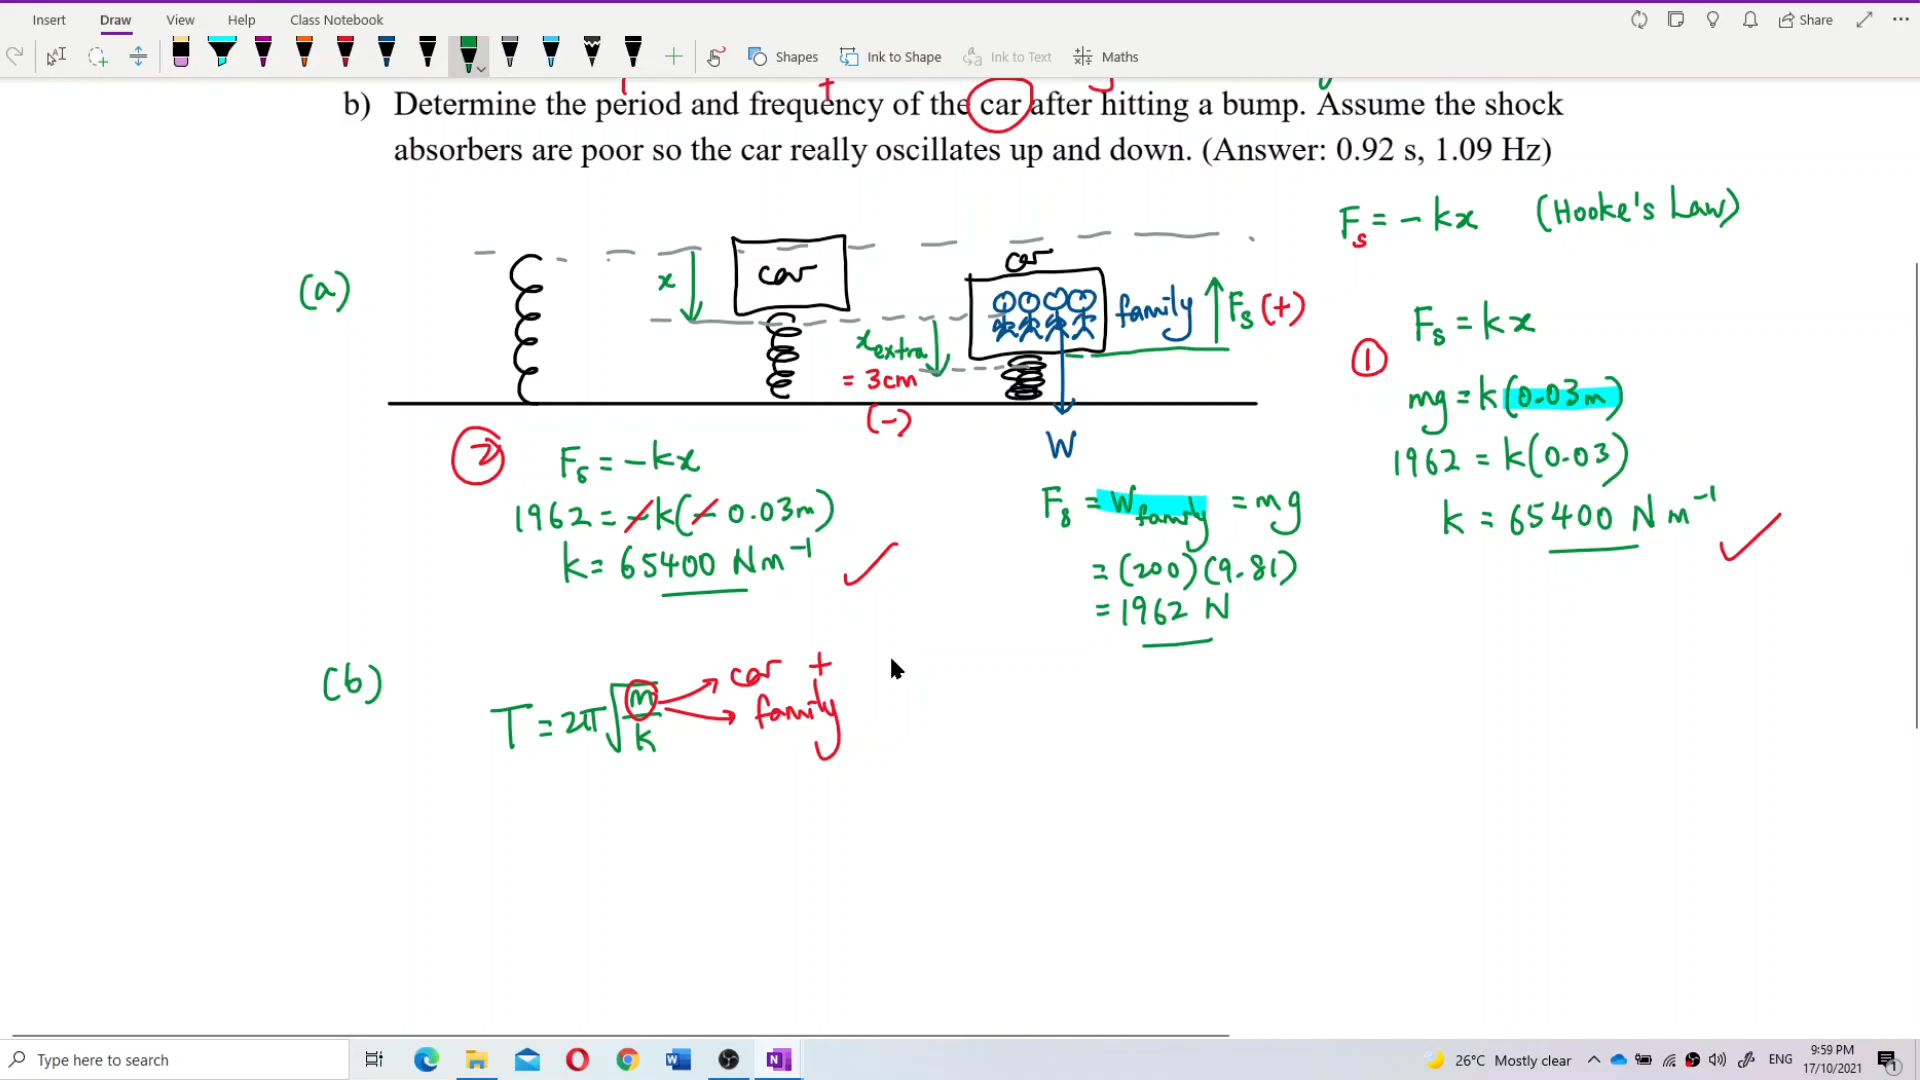 Insert Draw View Help Class Notebook Share
Shapes Ink to Shape Ink to Text Maths
b) Determine the period and frequency of the car after hitting a bump. Assume the shock
absorbers are poor so the car really oscillates up and down. (Answer: 0.92 s, 1.09 Hz)
Fs = -kx (Hooke's Law)
(a)
x
car
car
family
Fs (+)
xextra
= 3cm
(-)
W
Fs = kx
①
mg = k(0.03m)
1962 = k(0.03)
k = 65400 N m⁻¹
②
Fs = -kx
1962 = -k(-0.03m)
k = 65400 Nm⁻¹
Fs = Wfamily = mg
= (200)(9.81)
= 1962 N
(b)
T = 2π√m/k
car +
family
Type here to search
26°C Mostly clear
ENG
9:59 PM
17/10/2021
1